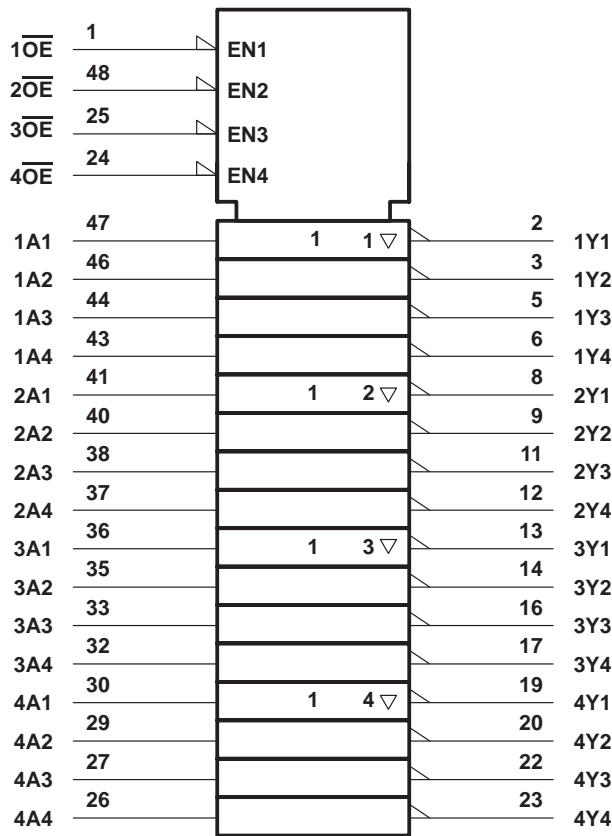 1O̅E̅ 1 EN1
2O̅E̅ 48 EN2
3O̅E̅ 25 EN3
4O̅E̅ 24 EN4
1A1 47 1 1 ▽ 2 1Y1
1A2 46 3 1Y2
1A3 44 5 1Y3
1A4 43 6 1Y4
2A1 41 1 2 ▽ 8 2Y1
2A2 40 9 2Y2
2A3 38 11 2Y3
2A4 37 12 2Y4
3A1 36 1 3 ▽ 13 3Y1
3A2 35 14 3Y2
3A3 33 16 3Y3
3A4 32 17 3Y4
4A1 30 1 4 ▽ 19 4Y1
4A2 29 20 4Y2
4A3 27 22 4Y3
4A4 26 23 4Y4